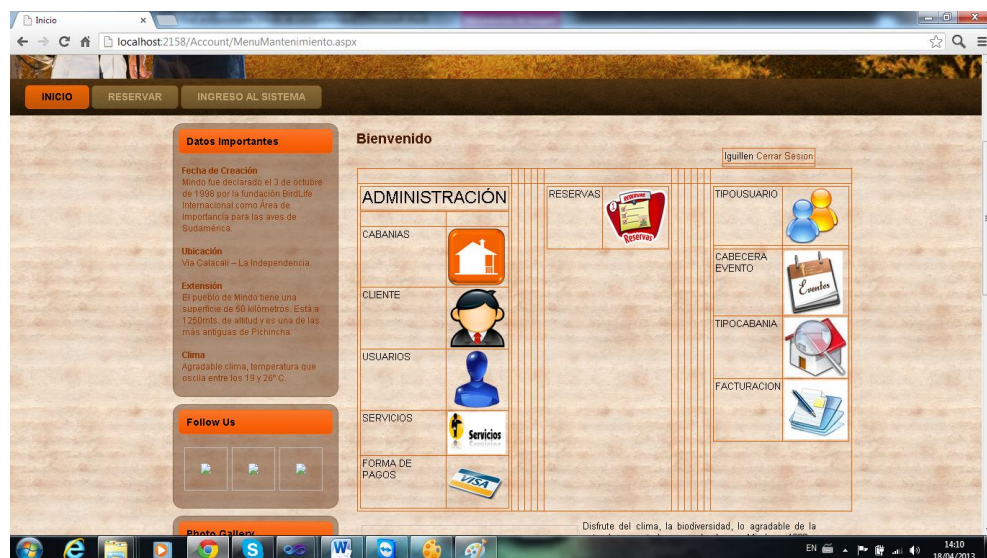 Inicio
localhost:2158/Account/MenuMantenimiento.aspx
INICIO
RESERVAR
INGRESO AL SISTEMA
Datos Importantes
Fecha de Creación
Mindo fue declarado el 3 de octubre
de 1998 por la fundación BirdLife
Internacional como Área de
importancia para las aves de
Sudamérica.
Ubicación
Vía Calacalí – La Independencia.
Extensión
El pueblo de Mindo tiene una
superficie de 50 kilómetros. Está a
1250mts. de altitud y es una de las
más antiguas de Pichincha.
Clima
Agradable clima, temperatura que
oscila entre los 19 y 26º C.
Follow Us
Photo Gallery
Bienvenido
lguillen Cerrar Sesion
ADMINISTRACIÓN
CABANIAS
CLIENTE
USUARIOS
SERVICIOS
Servicios
FORMA DE
PAGOS
VISA
RESERVAS
RESERVAS
Reservas
TIPOUSUARIO
CABECERA
EVENTO
Eventos
TIPOCABANIA
FACTURACION
Disfrute del clima, la biodiversidad, lo agradable de la
EN
14:10
18/04/2013